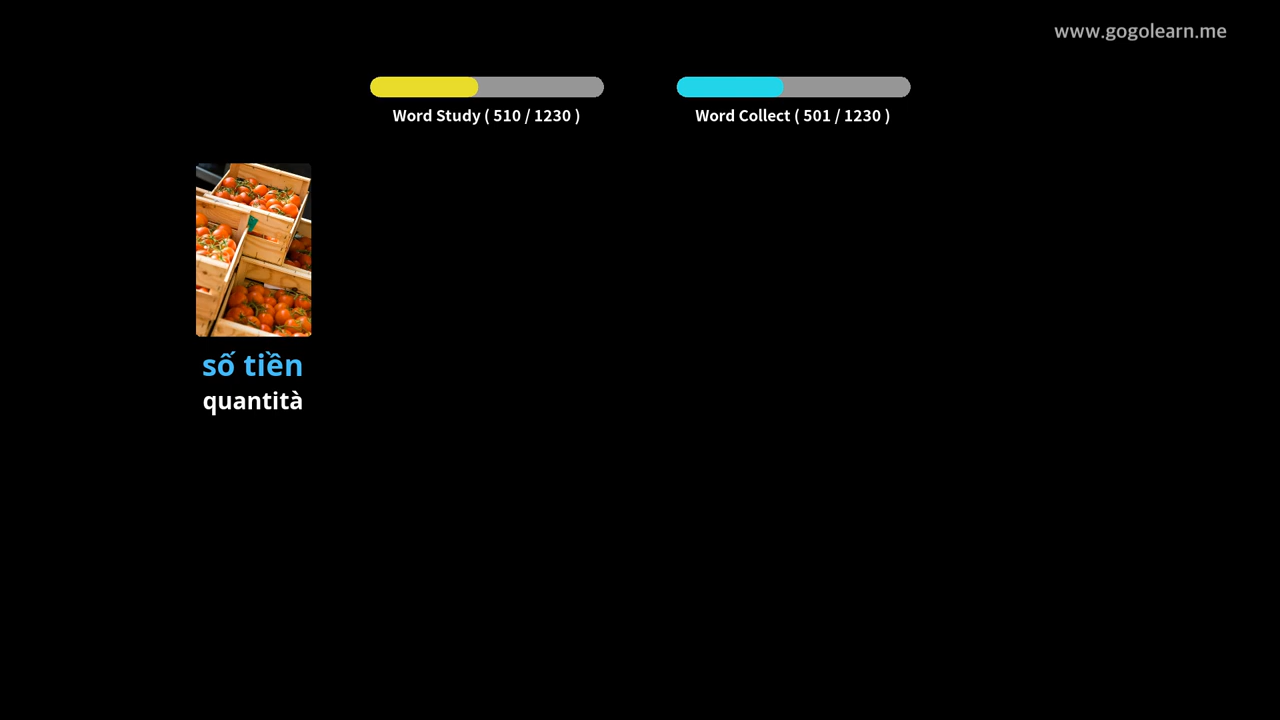 www.gogolearn.me
Word Study ( 510 / 1230 )
Word Collect ( 501 / 1230 )
số tiền
quantità